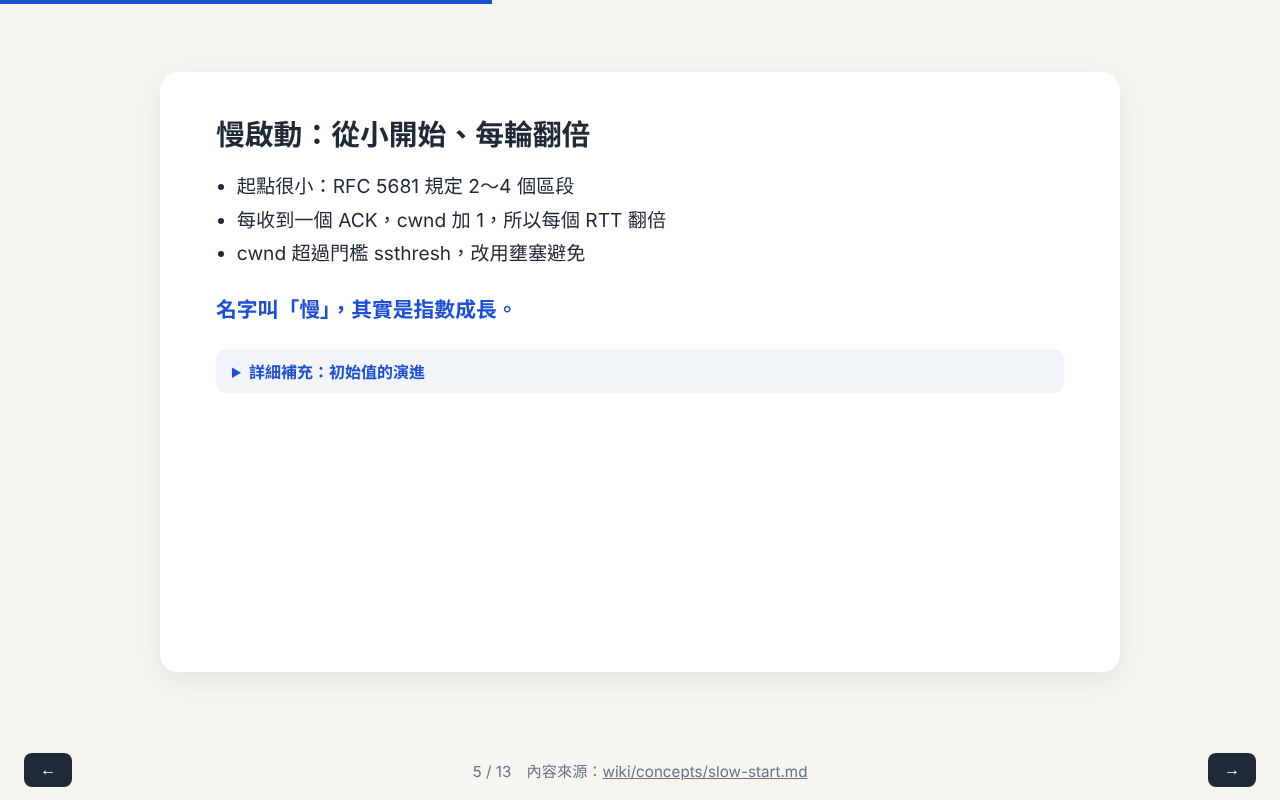 慢啟動：從小開始、每輪翻倍
• 起點很小：RFC 5681 規定 2～4 個區段
• 每收到一個 ACK，cwnd 加 1，所以每個 RTT 翻倍
• cwnd 超過門檻 ssthresh，改用壅塞避免
名字叫「慢」，其實是指數成長。
▶ 詳細補充：初始值的演進
← 5 / 13 內容來源：wiki/concepts/slow-start.md →